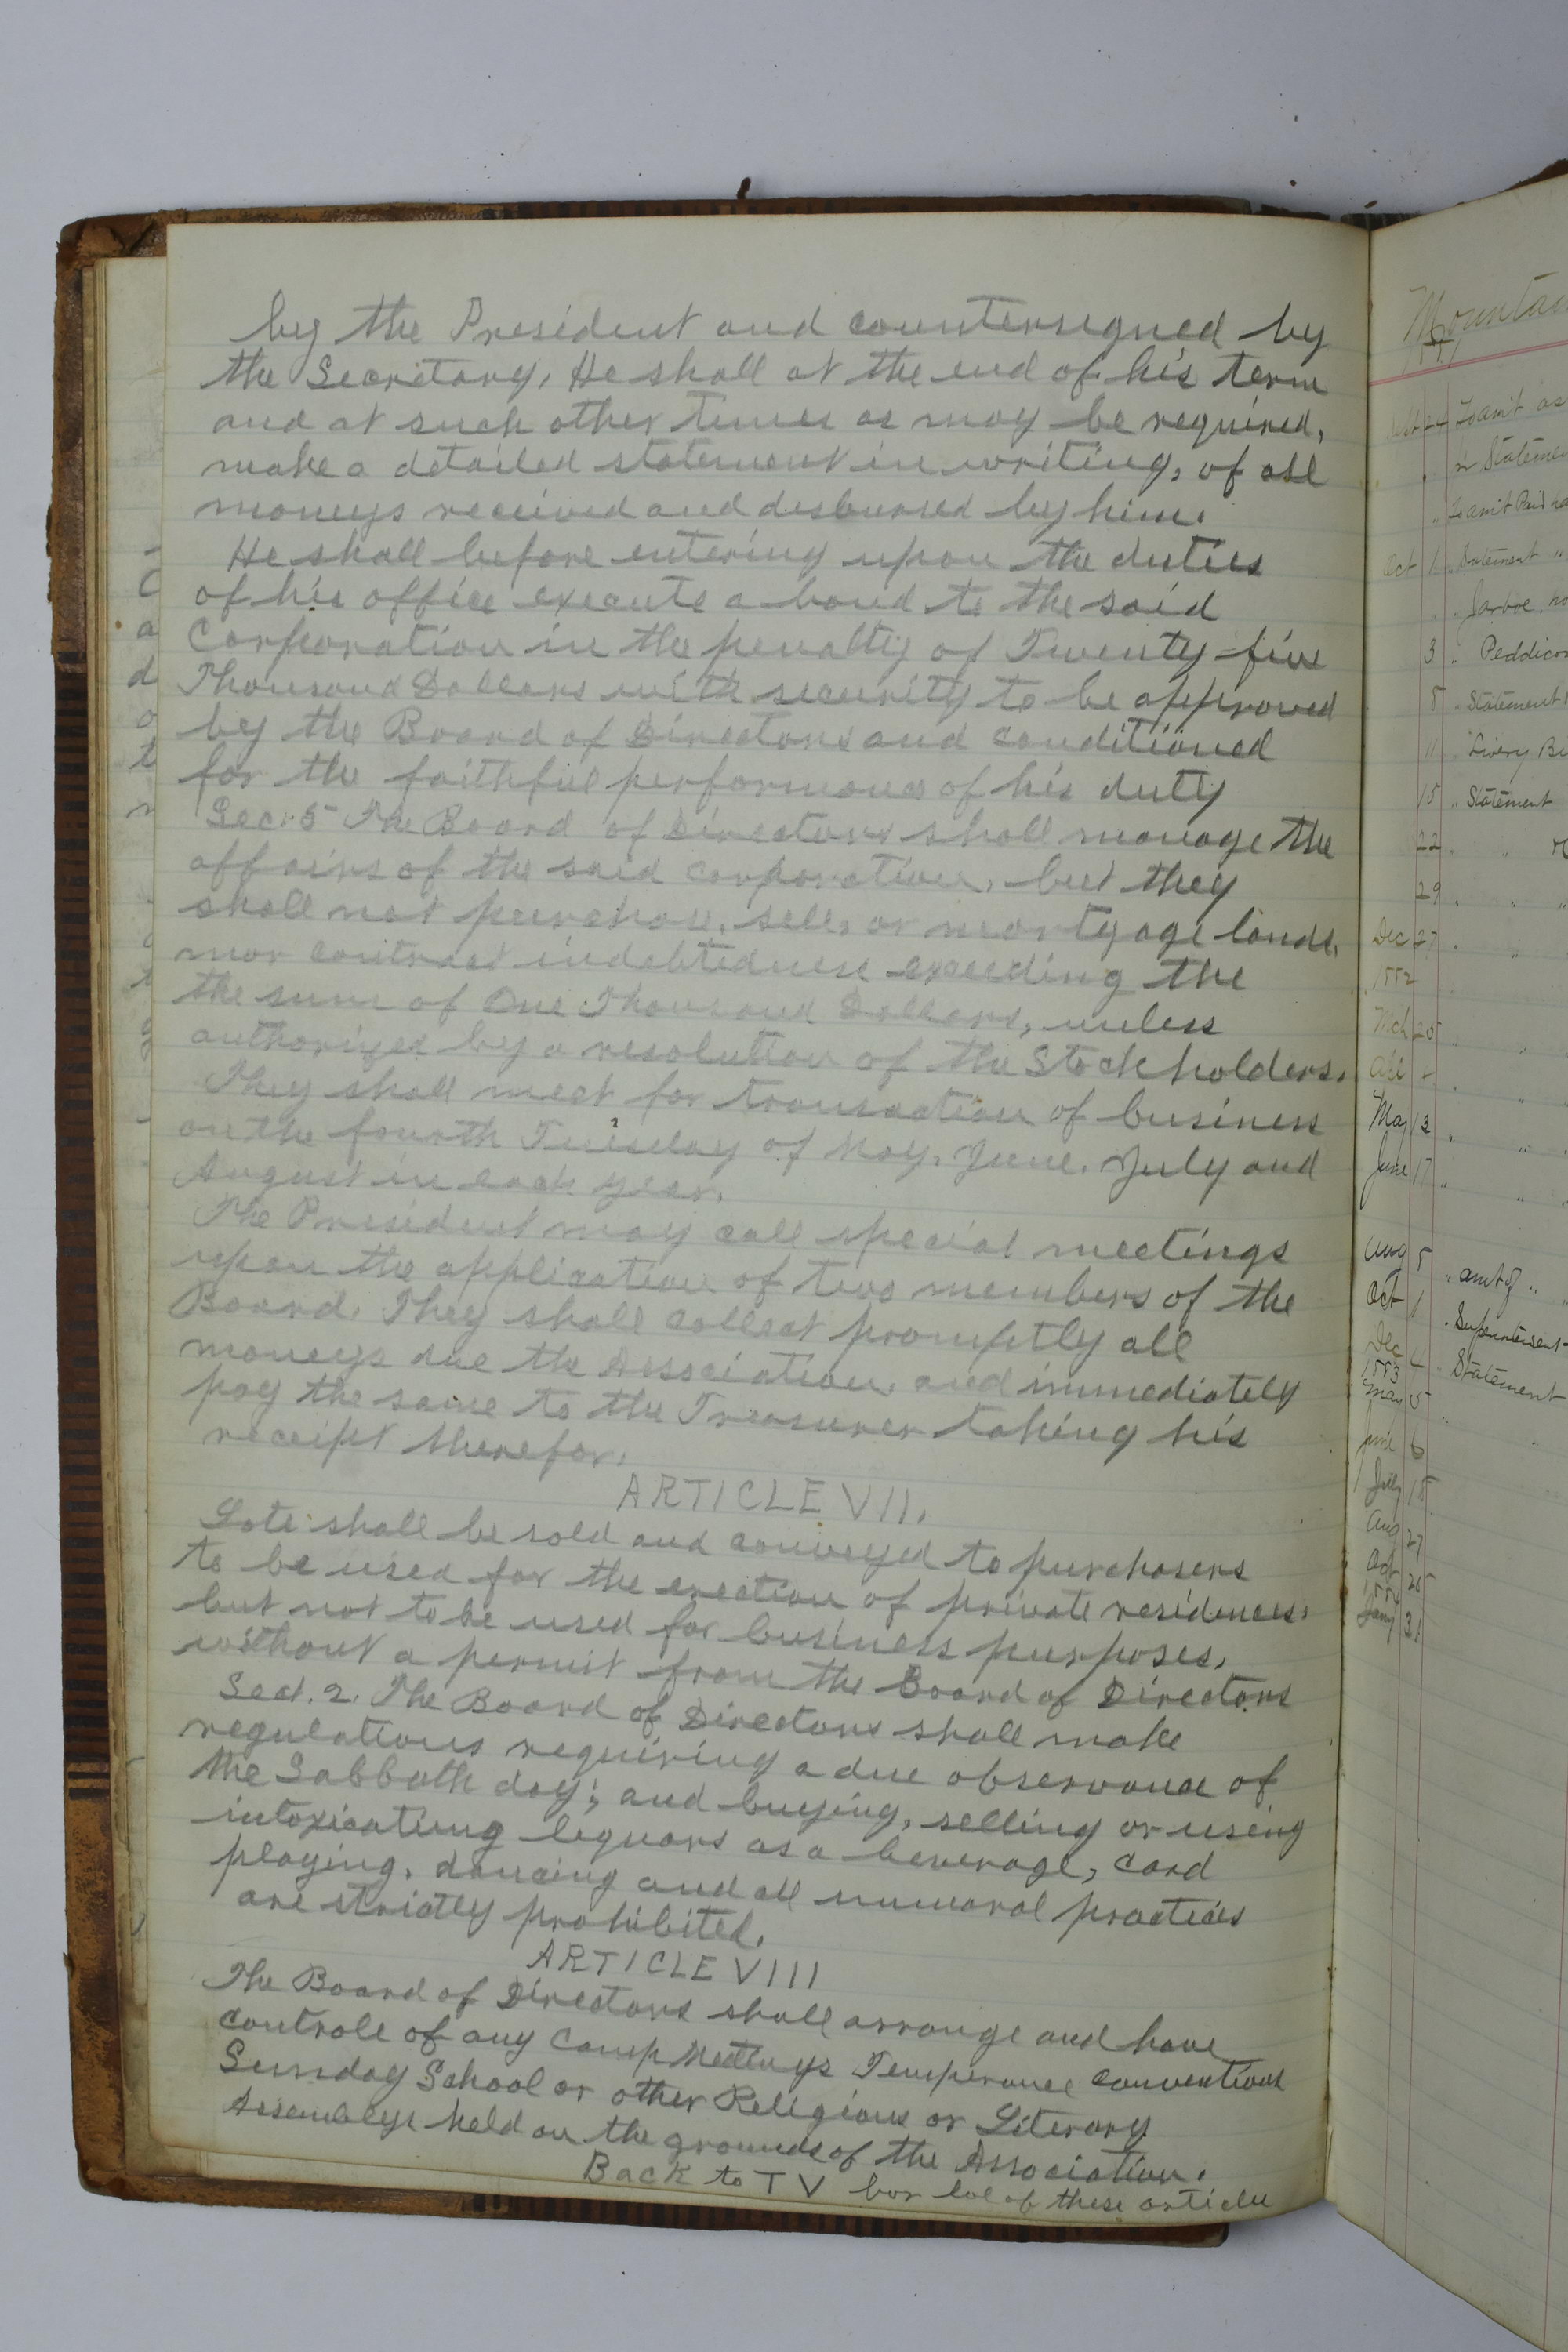 by the President and countersigned by
the Secretary, He shall at the end of his term
and at such other times as may be required,
make a detailed statement in writing, of all
moneys received and desbursed by him.
He shall before entering upon the duties
of his office execute a bond to the said
Corporation in the penalty of Twenty-five
Thousand Dollars with security to be approved
by the Board of Directors and conditioned
for the faithful performance of his duty
Sec. 5 The Board of Directors shall manage the
affairs of the said corporation, but they
shall not purchase, sell, or mortgage lands,
nor contract indebtedness exceeding the
the sum of One Thousand Dollars, unless
authorized by a resolution of the Stockholders.
They shall meet for transaction of business
on the fourth Tuesday of May, June, July and
August in each year.
The President may call special meetings
upon the application of two members of the
Board. They shall collect promptly all
moneys due the Association, and immediately
pay the same to the Treasurer taking his
receipt therefor.
ARTICLE VII.
Lots shall be sold and conveyed to purchasers
to be used for the erection of private residences,
but not to be used for business purposes,
without a permit from the Board of Directors
Sect. 2. The Board of Directors shall make
regulations requiring a due observance of
the Sabbath day; and buying, selling or using
intoxicatiung liquors as a beverage, card
playing, dancing and all immoral practices
are strictly prohibited.
ARTICLE VIII
The Board of Directors shall arrange and have
controle of any Camp Meetings Temperance conventions
Sunday School or other Religious or Literary
Assemblys held on the grounds of the Association.
Back to TV of these article
Mountain
24 To am't as
Statemen
To am't Paid
Oct 1 Statement
Jarboe
3 " Peddicor
8 " Statement
11 " Livery
15 " Statement
22 " "
29 " "
Dec 27 " "
1882
Mch 20 " "
May 13 " "
June 17 " "
Aug 5 " amt of "
Oct 1 " Superintendent
Dec 4 " Statement
1883
May 5 "
June 6
July 18
Aug 27
Oct 25
Jany 31